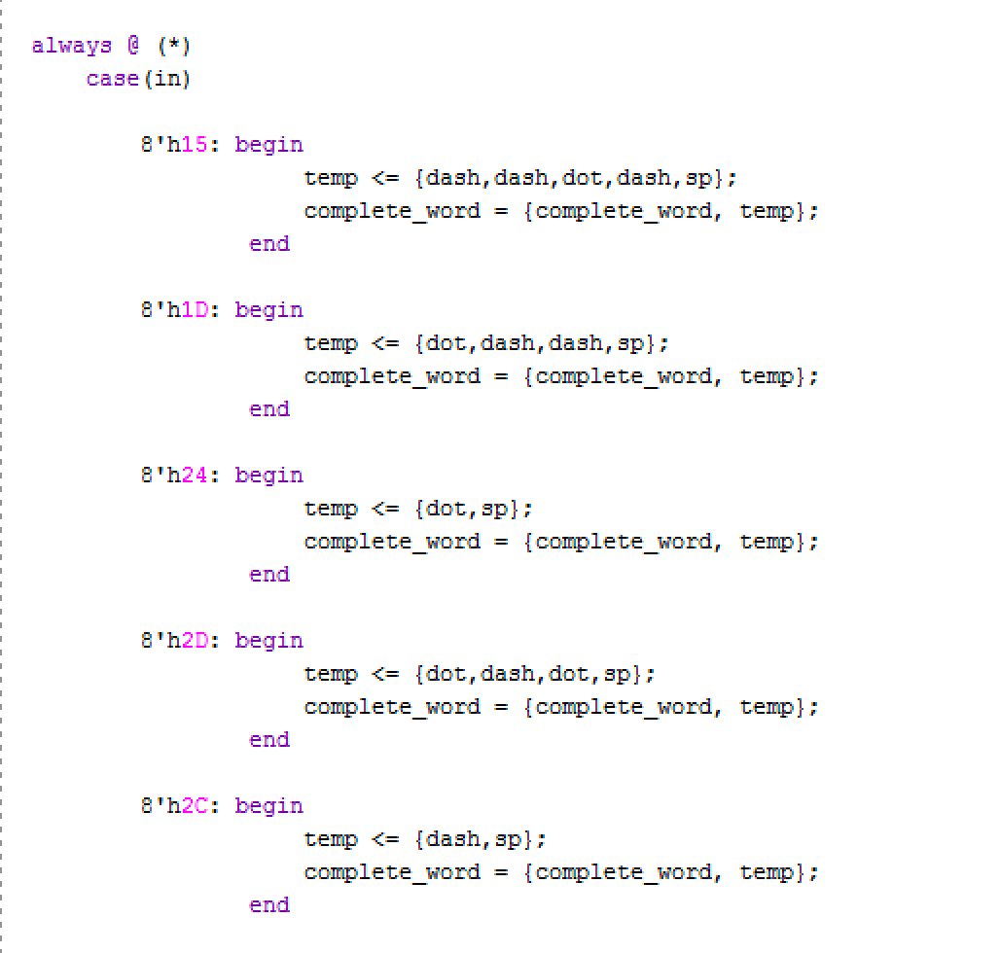 always @ (*)
case(in)
8'h15: begin
temp <= {dash,dash,dot,dash,sp};
complete_word = {complete_word, temp};
end
8'h1D: begin
temp <= {dot,dash,dash,sp};
complete_word = {complete_word, temp};
end
8'h24: begin
temp <= {dot,sp};
complete_word = {complete_word, temp};
end
8'h2D: begin
temp <= {dot,dash,dot,sp};
complete_word = {complete_word, temp};
end
8'h2C: begin
temp <= {dash,sp};
complete_word = {complete_word, temp};
end